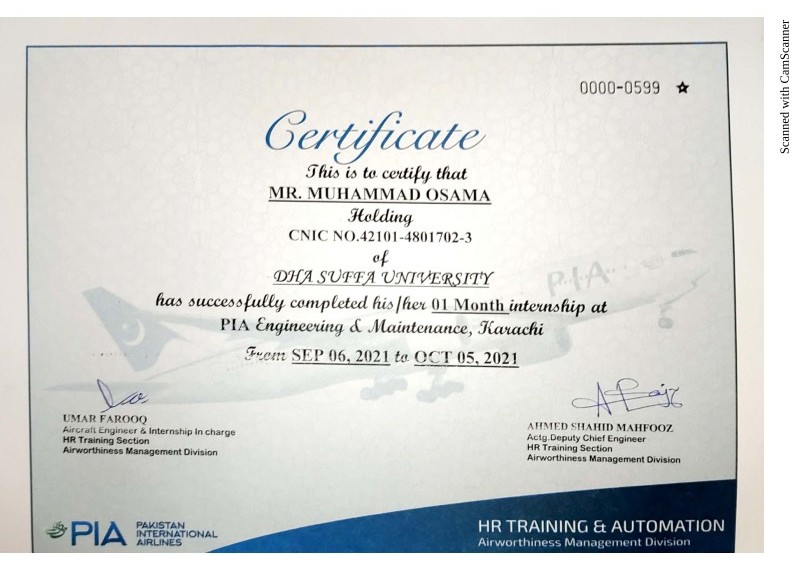 0000-0599 ☆
Certificate
This is to certify that
MR. MUHAMMAD OSAMA
Holding
CNIC NO.42101-4801702-3
of
DHA SUFFA UNIVERSITY
has successfully completed his/her 01 Month internship at
PIA Engineering & Maintenance, Karachi
From SEP 06, 2021 to OCT 05, 2021
PIA
UMAR FAROOQ
Aircraft Engineer & Internship In charge
HR Training Section
Airworthiness Management Division
AHMED SHAHID MAHFOOZ
Actg.Deputy Chief Engineer
HR Training Section
Airworthiness Management Division
PIA PAKISTAN
INTERNATIONAL
AIRLINES
HR TRAINING & AUTOMATION
Airworthiness Management Division
Scanned with CamScanner